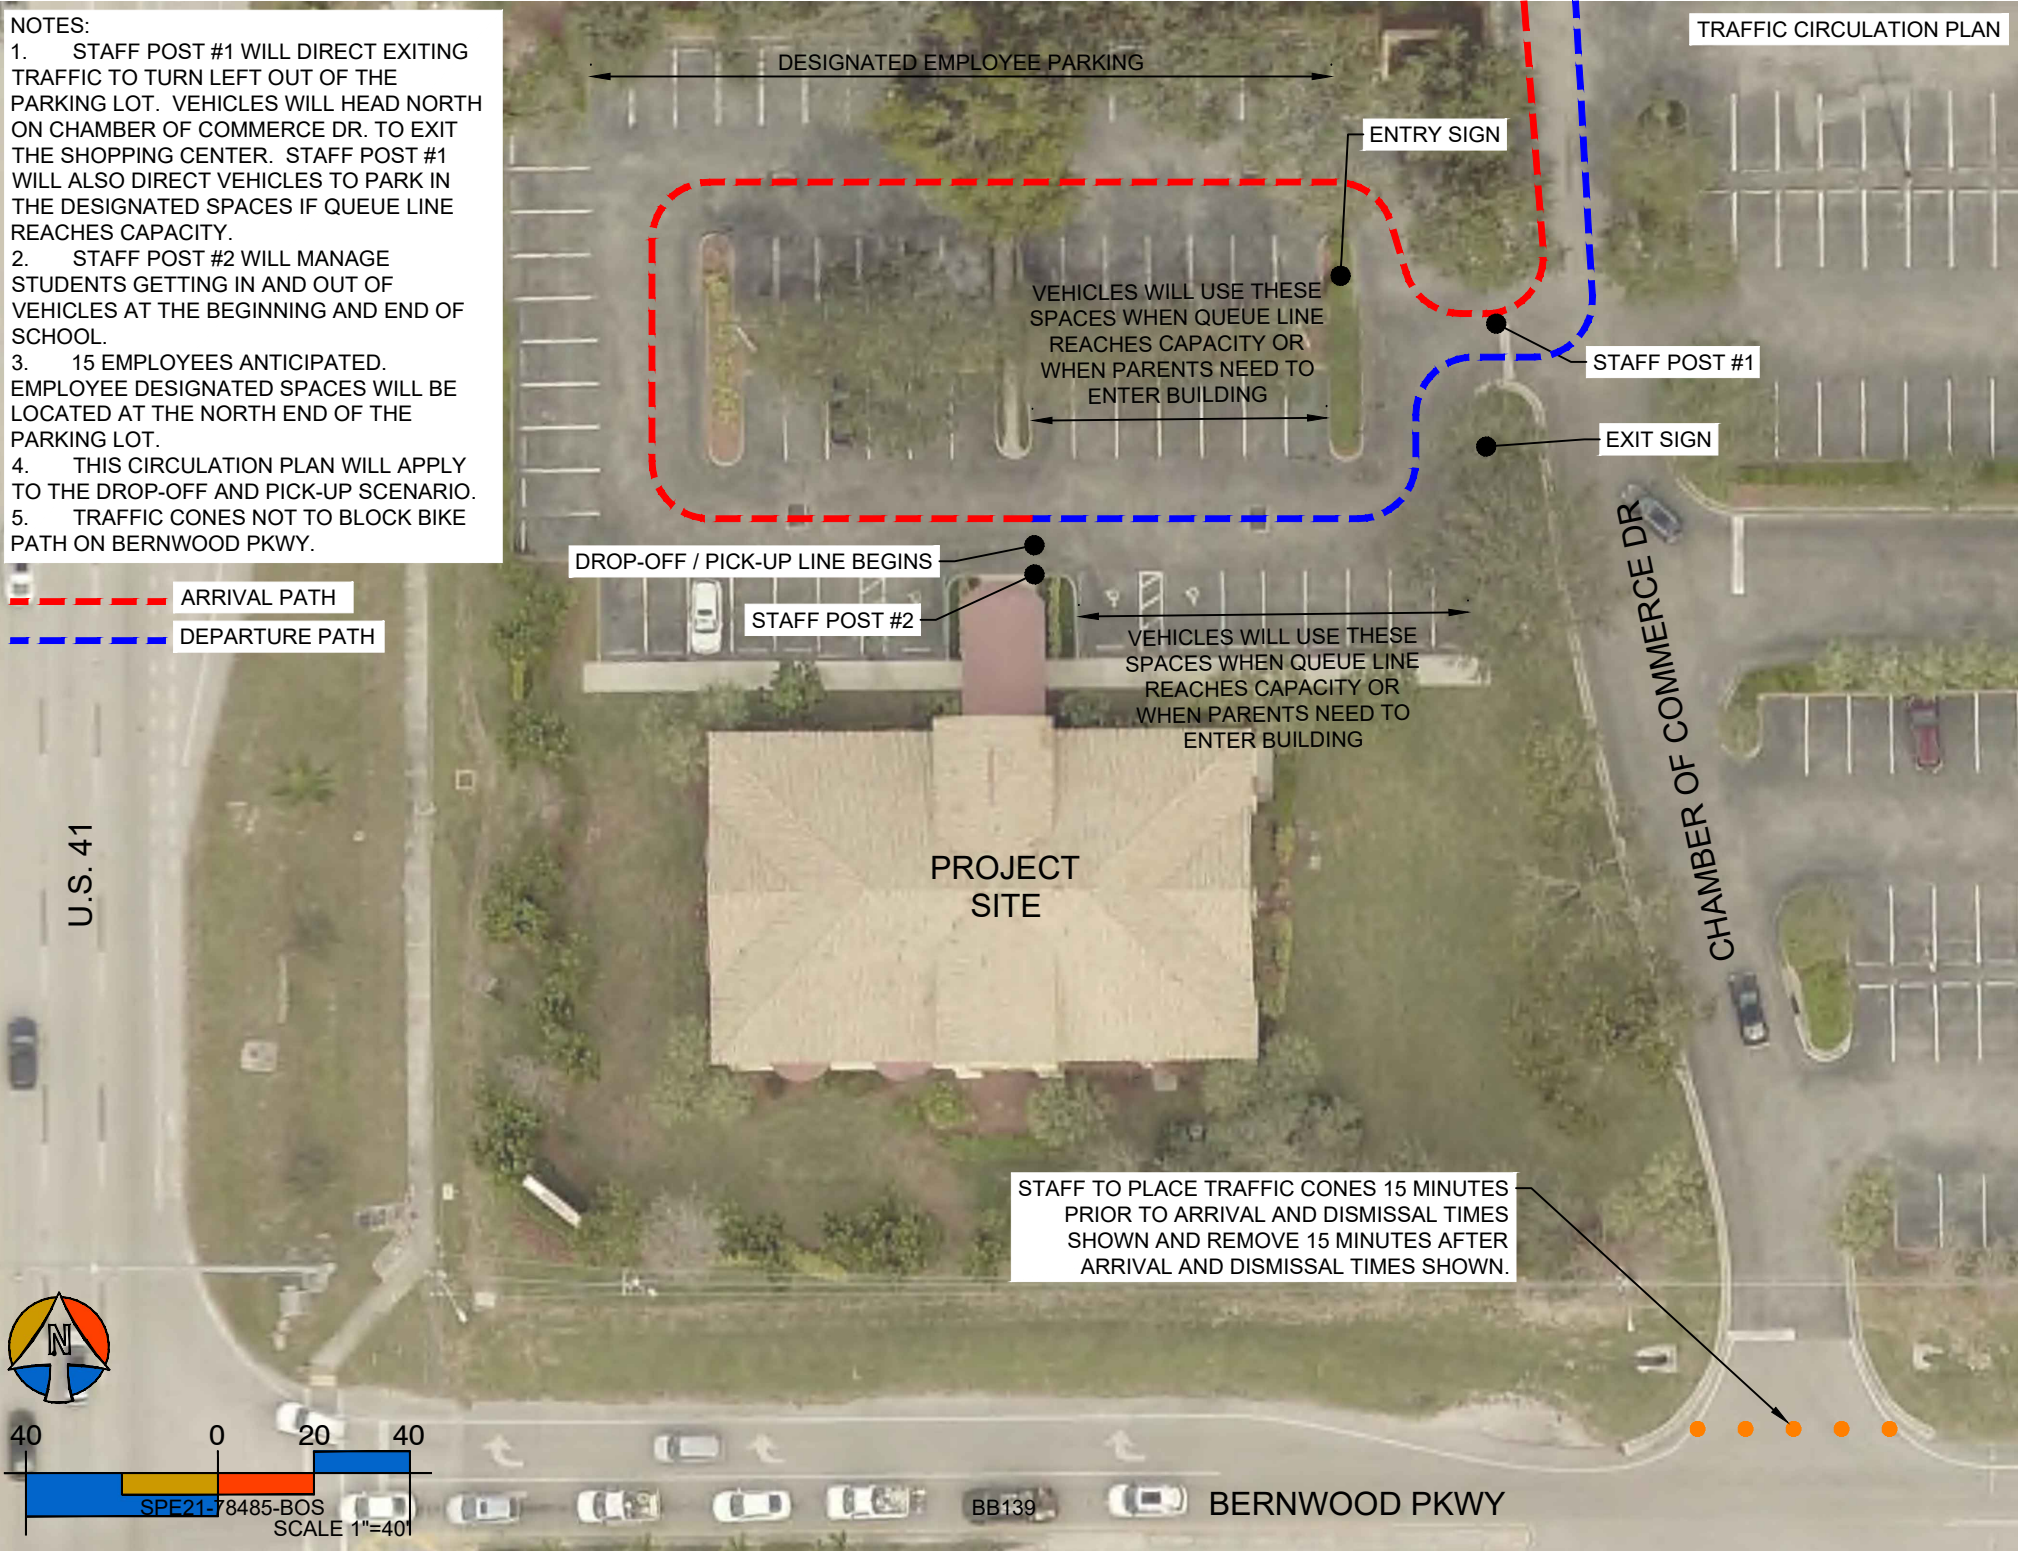 NOTES:
1. STAFF POST #1 WILL DIRECT EXITING
TRAFFIC TO TURN LEFT OUT OF THE
PARKING LOT. VEHICLES WILL HEAD NORTH
ON CHAMBER OF COMMERCE DR. TO EXIT
THE SHOPPING CENTER. STAFF POST #1
WILL ALSO DIRECT VEHICLES TO PARK IN
THE DESIGNATED SPACES IF QUEUE LINE
REACHES CAPACITY.
2. STAFF POST #2 WILL MANAGE
STUDENTS GETTING IN AND OUT OF
VEHICLES AT THE BEGINNING AND END OF
SCHOOL.
3. 15 EMPLOYEES ANTICIPATED.
EMPLOYEE DESIGNATED SPACES WILL BE
LOCATED AT THE NORTH END OF THE
PARKING LOT.
4. THIS CIRCULATION PLAN WILL APPLY
TO THE DROP-OFF AND PICK-UP SCENARIO.
5. TRAFFIC CONES NOT TO BLOCK BIKE
PATH ON BERNWOOD PKWY.
ARRIVAL PATH
DEPARTURE PATH
TRAFFIC CIRCULATION PLAN
DESIGNATED EMPLOYEE PARKING
ENTRY SIGN
VEHICLES WILL USE THESE
SPACES WHEN QUEUE LINE
REACHES CAPACITY OR
WHEN PARENTS NEED TO
ENTER BUILDING
STAFF POST #1
EXIT SIGN
DROP-OFF / PICK-UP LINE BEGINS
STAFF POST #2
VEHICLES WILL USE THESE
SPACES WHEN QUEUE LINE
REACHES CAPACITY OR
WHEN PARENTS NEED TO
ENTER BUILDING
CHAMBER OF COMMERCE DR
U.S. 41
PROJECT
SITE
STAFF TO PLACE TRAFFIC CONES 15 MINUTES
PRIOR TO ARRIVAL AND DISMISSAL TIMES
SHOWN AND REMOVE 15 MINUTES AFTER
ARRIVAL AND DISMISSAL TIMES SHOWN.
N
40 0 20 40
SPE21-78485-BOS
SCALE 1"=40'
BB139
BERNWOOD PKWY